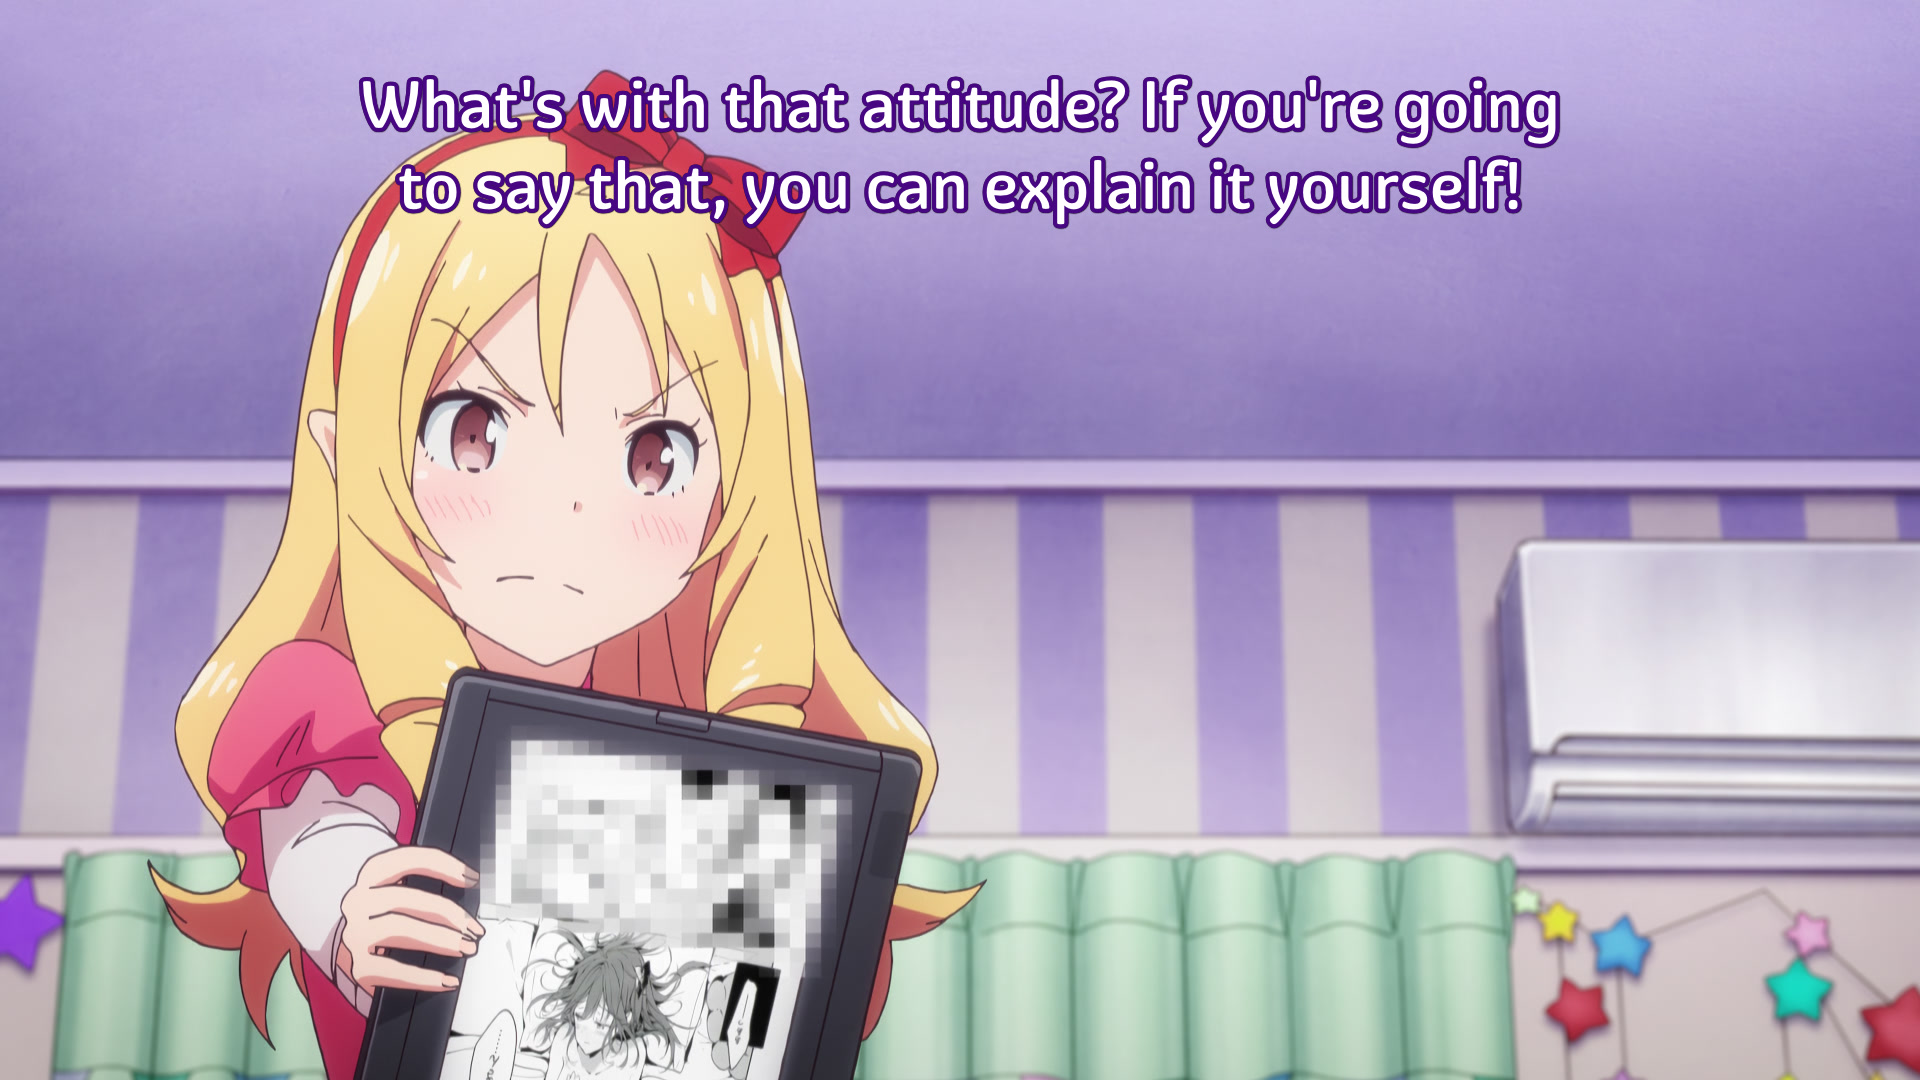 What's with that attitude? If you're going
to say that, you can explain it yourself!